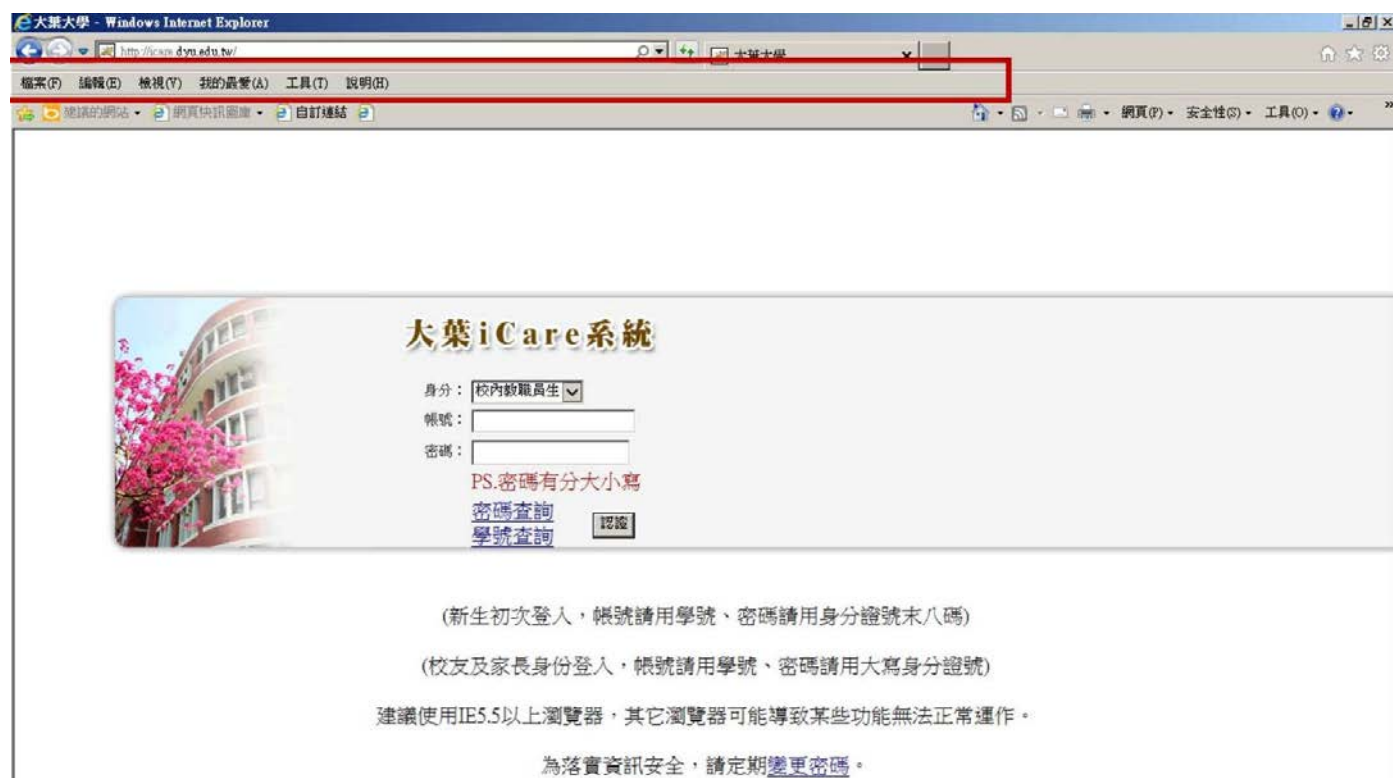 大葉大學 - Windows Internet Explorer
http://icare.dyu.edu.tw/
大葉大學
檔案(F) 編輯(E) 檢視(V) 我的最愛(A) 工具(T) 說明(H)
建議的網站 網頁快訊圖庫 自訂連結
網頁(P) 安全性(S) 工具(O)
大葉iCare系統
身分： 校內教職員生
帳號：
密碼：
PS.密碼有分大小寫
密碼查詢
認證
學號查詢
(新生初次登入，帳號請用學號、密碼請用身分證號末八碼)
(校友及家長身份登入，帳號請用學號、密碼請用大寫身分證號)
建議使用IE5.5以上瀏覽器，其它瀏覽器可能導致某些功能無法正常運作。
為落實資訊安全，請定期變更密碼。